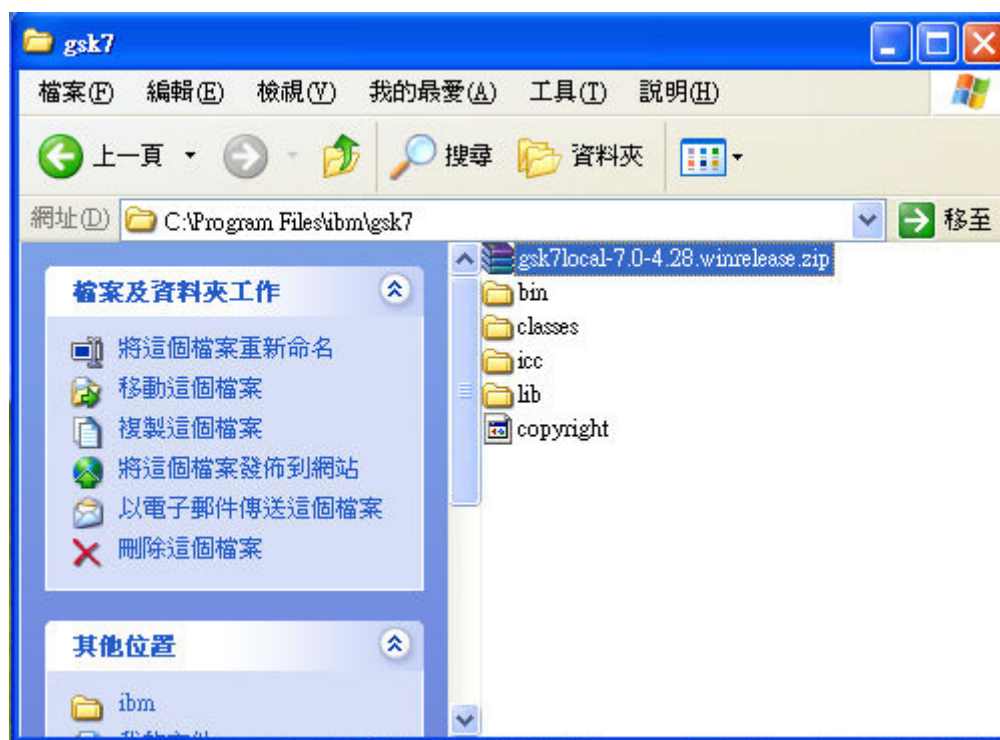 gsk7
檔案(F) 編輯(E) 檢視(V) 我的最愛(A) 工具(T) 說明(H)
上一頁 搜尋 資料夾
網址(D) C:\Program Files\ibm\gsk7 移至
檔案及資料夾工作
將這個檔案重新命名
移動這個檔案
複製這個檔案
將這個檔案發佈到網站
以電子郵件傳送這個檔案
刪除這個檔案
其他位置
ibm
gsk7local-7.0-4.28.winrelease.zip
bin
classes
icc
lib
copyright